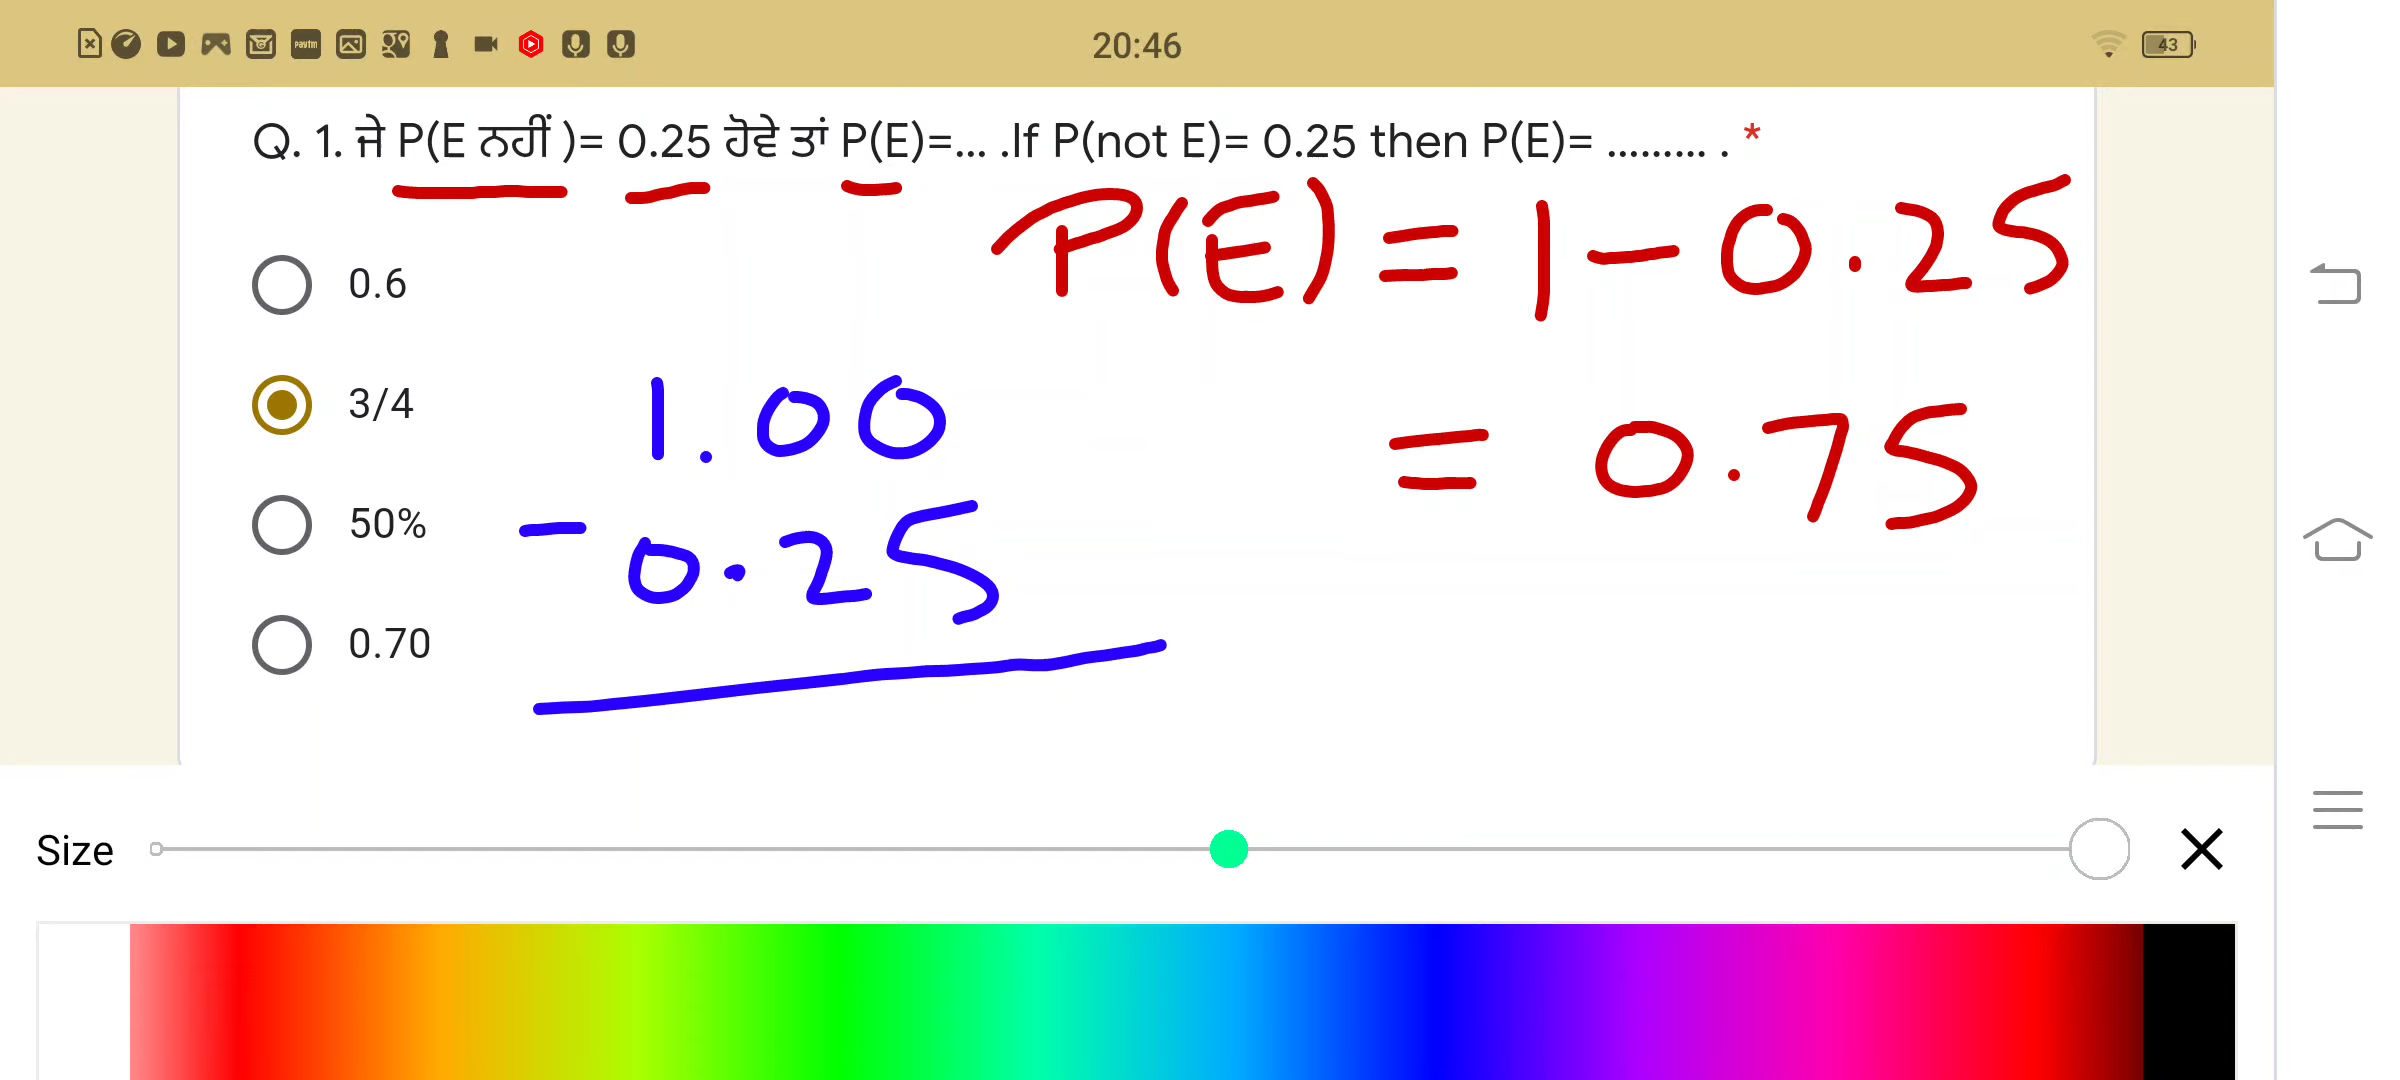 20:46
43
paytm
Q. 1. ਜੇ P(E ਨਹੀਂ )= 0.25 ਹੋਵੇ ਤਾਂ P(E)=... .If P(not E)= 0.25 then P(E)= ......... . *
P(E) = 1 - 0.25
0.6
3/4
1.00
= 0.75
50%
- 0.25
0.70
Size